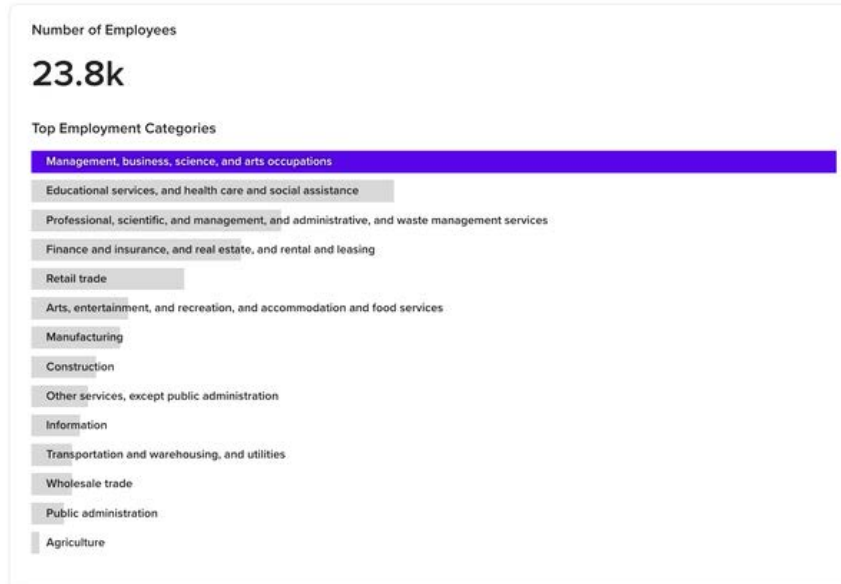 Number of Employees
23.8k
Top Employment Categories
Management, business, science, and arts occupations
Educational services, and health care and social assistance
Professional, scientific, and management, and administrative, and waste management services
Finance and insurance, and real estate, and rental and leasing
Retail trade
Arts, entertainment, and recreation, and accommodation and food services
Manufacturing
Construction
Other services, except public administration
Information
Transportation and warehousing, and utilities
Wholesale trade
Public administration
Agriculture